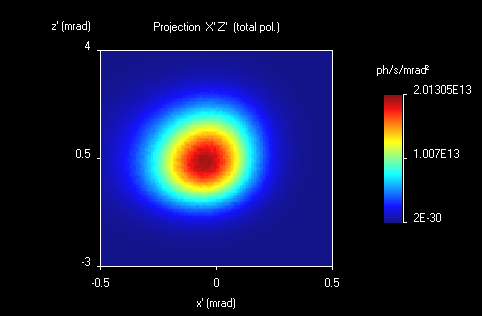 z' (mrad)
Projection X' Z' (total pol.)
4
0.5
-3
-0.5
0
0.5
x' (mrad)
ph/s/mrad²
2.01305E13
1.007E13
2E-30